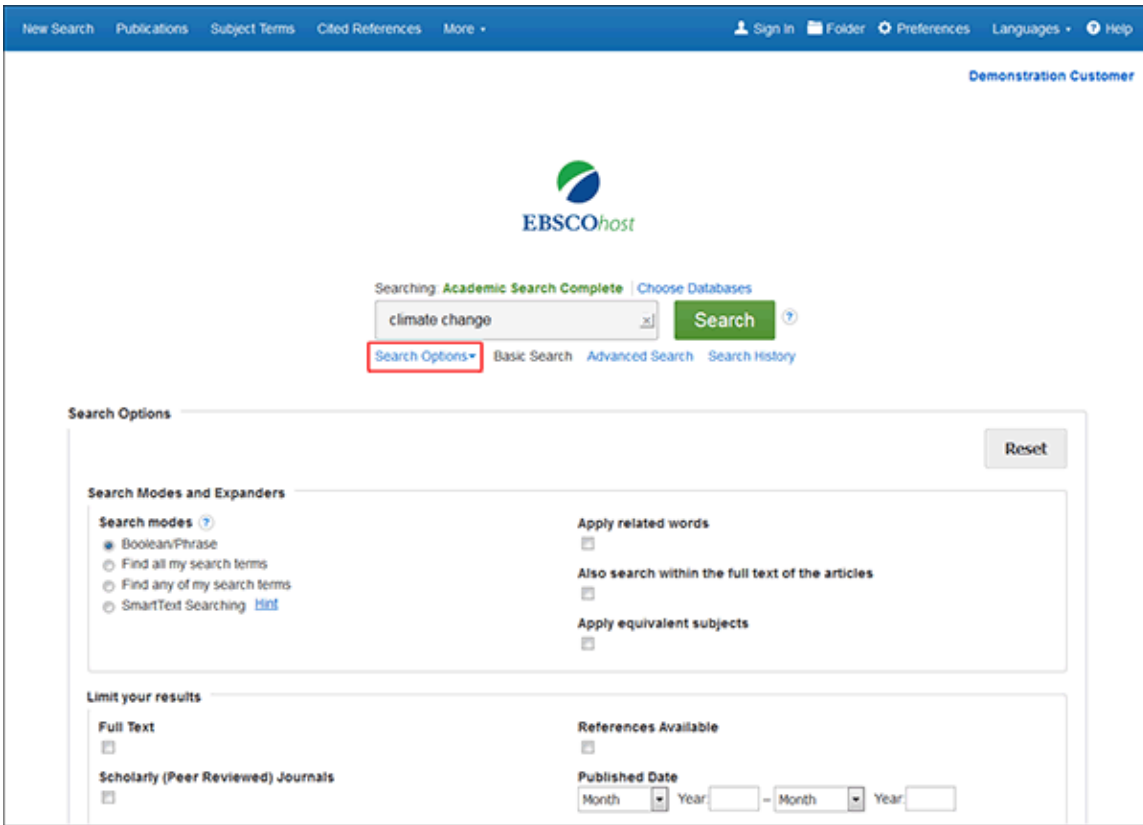 New Search Publications Subject Terms Cited References More Sign In Folder Preferences Languages Help
Demonstration Customer
EBSCOhost
Searching: Academic Search Complete Choose Databases
climate change Search
Search Options Basic Search Advanced Search Search History
Search Options
Reset
Search Modes and Expanders
Search modes ?
Boolean/Phrase
Find all my search terms
Find any of my search terms
SmartText Searching Hint
Apply related words
Also search within the full text of the articles
Apply equivalent subjects
Limit your results
Full Text
Scholarly (Peer Reviewed) Journals
References Available
Published Date
Month Year: – Month Year: